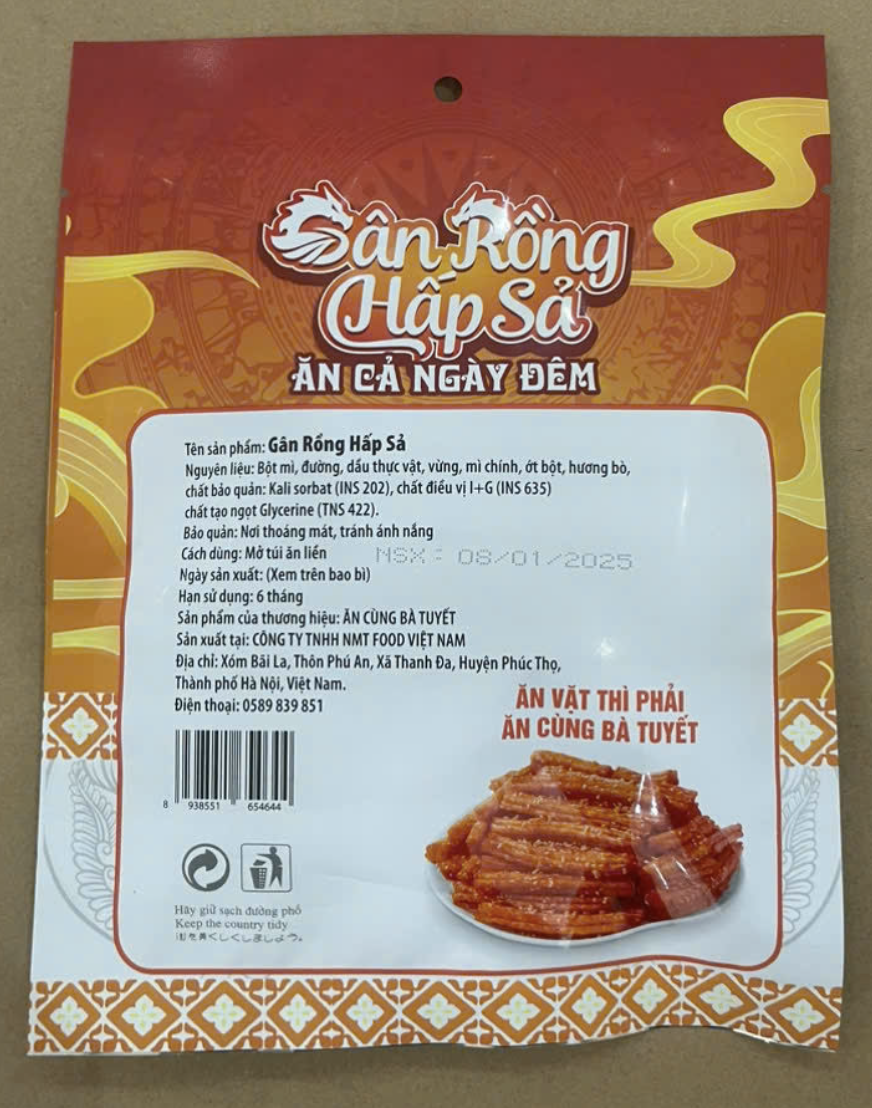 Gân Rồng
Hấp Sả
ĂN CẢ NGÀY ĐÊM
Tên sản phẩm: Gân Rồng Hấp Sả
Nguyên liệu: Bột mì, đường, dầu thực vật, vừng, mì chính, ớt bột, hương bò,
chất bảo quản: Kali sorbat (INS 202), chất điều vị I+G (INS 635)
chất tạo ngọt Glycerine (TNS 422).
Bảo quản: Nơi thoáng mát, tránh ánh nắng
Cách dùng: Mở túi ăn liền
NSX: 08/01/2025
Ngày sản xuất: (Xem trên bao bì)
Hạn sử dụng: 6 tháng
Sản phẩm của thương hiệu: ĂN CÙNG BÀ TUYẾT
Sản xuất tại: CÔNG TY TNHH NMT FOOD VIỆT NAM
Địa chỉ: Xóm Bãi La, Thôn Phú An, Xã Thanh Đa, Huyện Phúc Thọ,
Thành phố Hà Nội, Việt Nam.
Điện thoại: 0589 839 851
ĂN VẶT THÌ PHẢI
ĂN CÙNG BÀ TUYẾT
8 938551 654644
Hãy giữ sạch đường phố
Keep the country tidy
くしましょう。